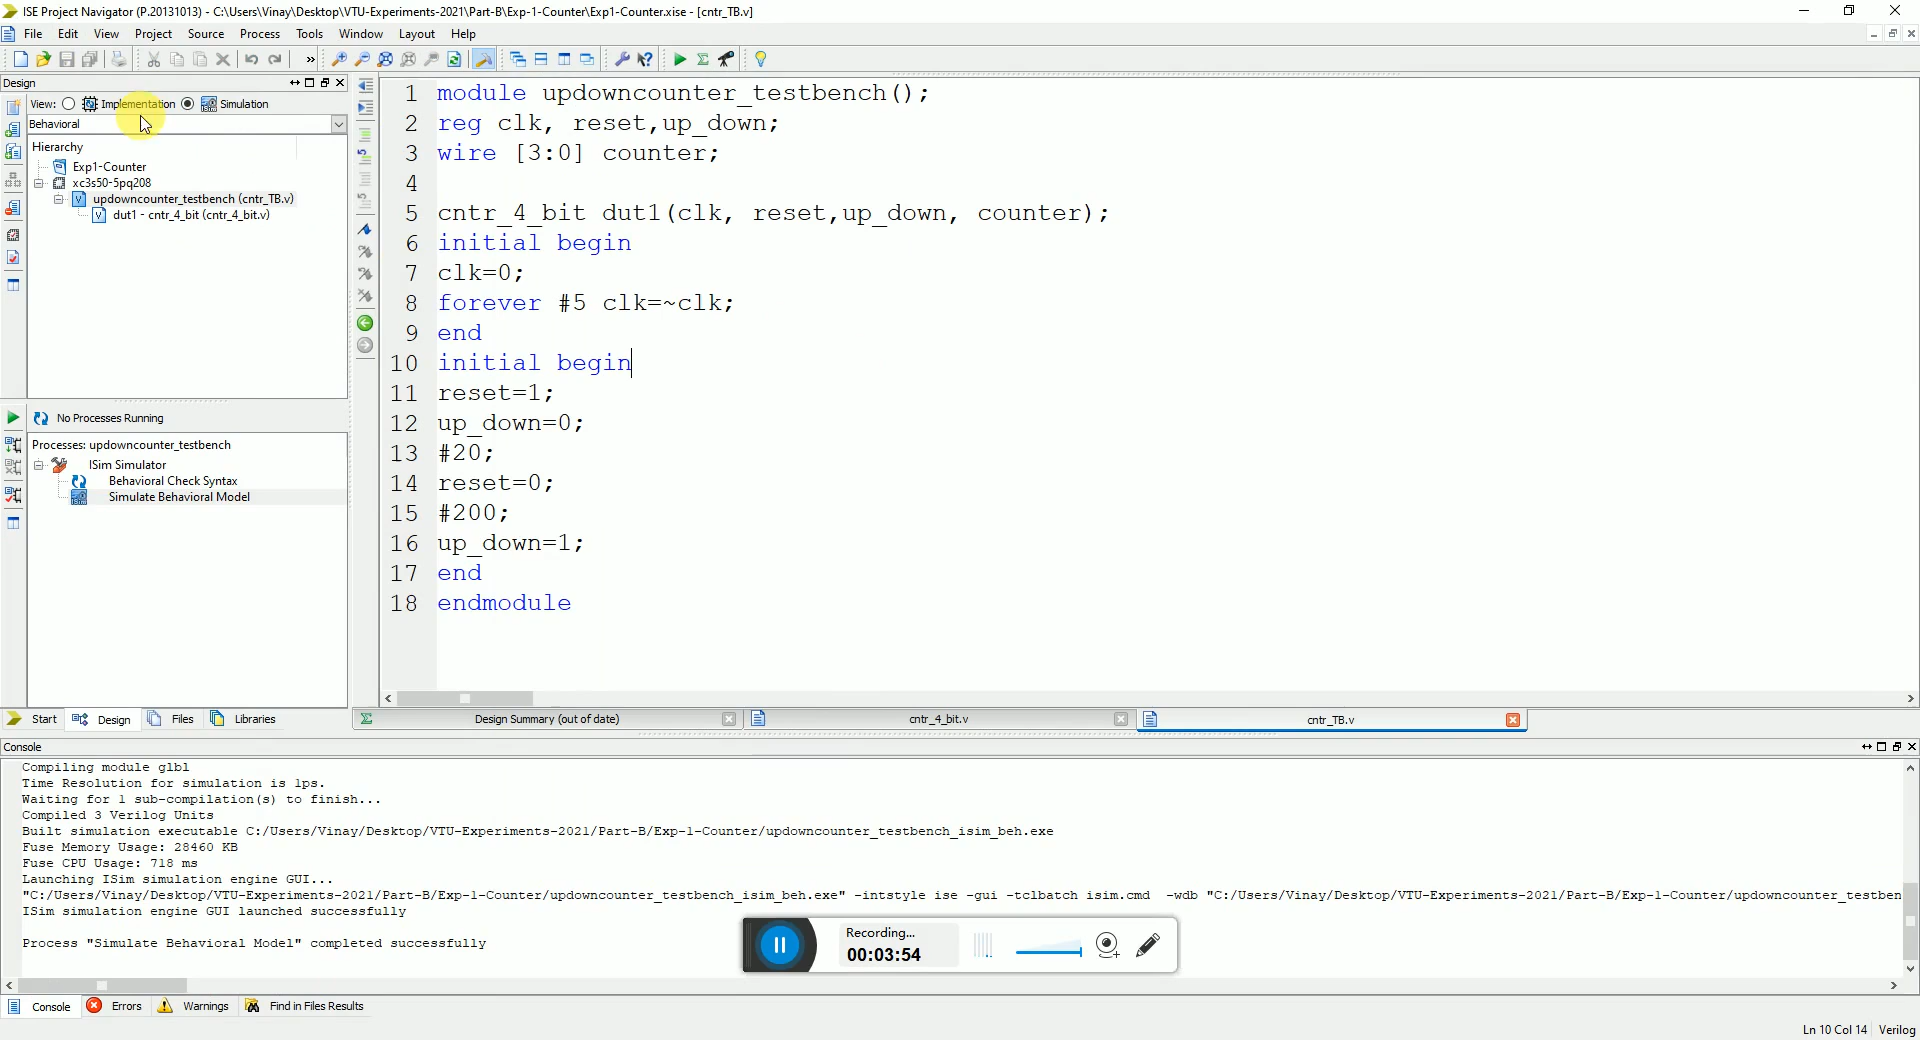 ISE Project Navigator (P.20131013) - C:\Users\Vinay\Desktop\VTU-Experiments-2021\Part-B\Exp-1-Counter\Exp1-Counter.xise - [cntr_TB.v]
File Edit View Project Source Process Tools Window Layout Help
Design
View: Implementation Simulation
Behavioral
Hierarchy
Exp1-Counter
xc3s50-5pq208
updowncounter_testbench (cntr_TB.v)
dut1 - cntr_4_bit (cntr_4_bit.v)
No Processes Running
Processes: updowncounter_testbench
ISim Simulator
Behavioral Check Syntax
Simulate Behavioral Model
1 module updowncounter_testbench();
2 reg clk, reset,up_down;
3 wire [3:0] counter;
4
5 cntr_4_bit dut1(clk, reset,up_down, counter);
6 initial begin
7 clk=0;
8 forever #5 clk=~clk;
9 end
10 initial begin
11 reset=1;
12 up_down=0;
13 #20;
14 reset=0;
15 #200;
16 up_down=1;
17 end
18 endmodule
Start Design Files Libraries
Design Summary (out of date) cntr_4_bit.v cntr_TB.v
Console
Compiling module glbl
Time Resolution for simulation is 1ps.
Waiting for 1 sub-compilation(s) to finish...
Compiled 3 Verilog Units
Built simulation executable C:/Users/Vinay/Desktop/VTU-Experiments-2021/Part-B/Exp-1-Counter/updowncounter_testbench_isim_beh.exe
Fuse Memory Usage: 28460 KB
Fuse CPU Usage: 718 ms
Launching ISim simulation engine GUI...
"C:/Users/Vinay/Desktop/VTU-Experiments-2021/Part-B/Exp-1-Counter/updowncounter_testbench_isim_beh.exe" -intstyle ise -gui -tclbatch isim.cmd -wdb "C:/Users/Vinay/Desktop/VTU-Experiments-2021/Part-B/Exp-1-Counter/updowncounter_testben
ISim simulation engine GUI launched successfully
Process "Simulate Behavioral Model" completed successfully
Recording...
00:03:54
Console Errors Warnings Find in Files Results
Ln 10 Col 14 Verilog